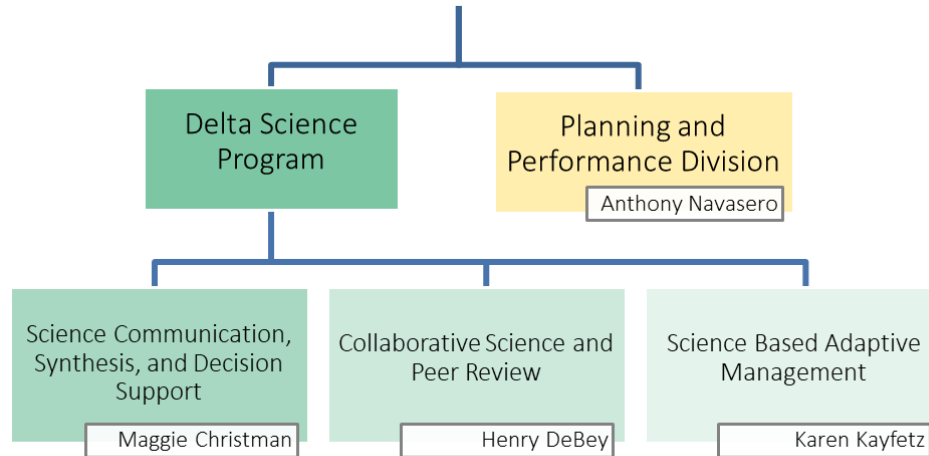 Delta Science
Program
Planning and
Performance Division
Anthony Navasero
Science Communication,
Synthesis, and Decision
Support
Maggie Christman
Collaborative Science and
Peer Review
Henry DeBey
Science Based Adaptive
Management
Karen Kayfetz